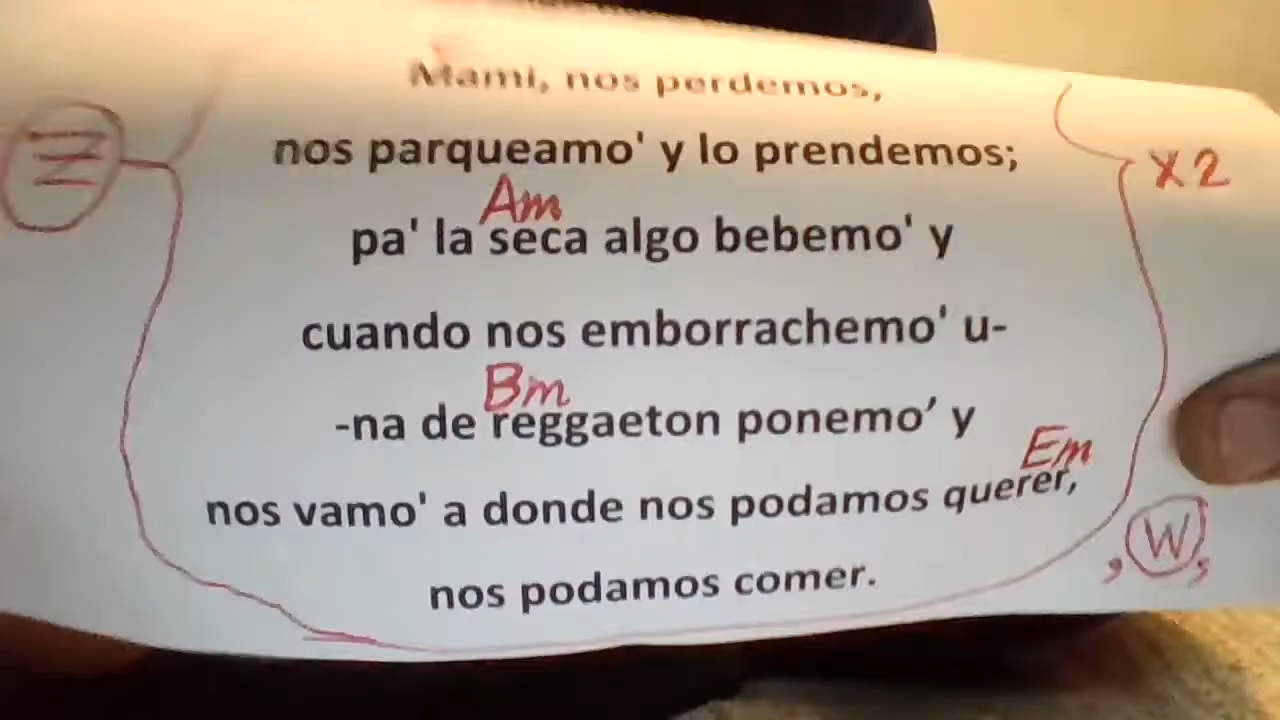 Mami, nos perdemos,
nos parqueamo' y lo prendemos;
X2
Am
pa' la seca algo bebemo' y
cuando nos emborrachemo' u-
Bm
-na de reggaeton ponemo' y
Em
nos vamo' a donde nos podamos querer,
, W ,
nos podamos comer.